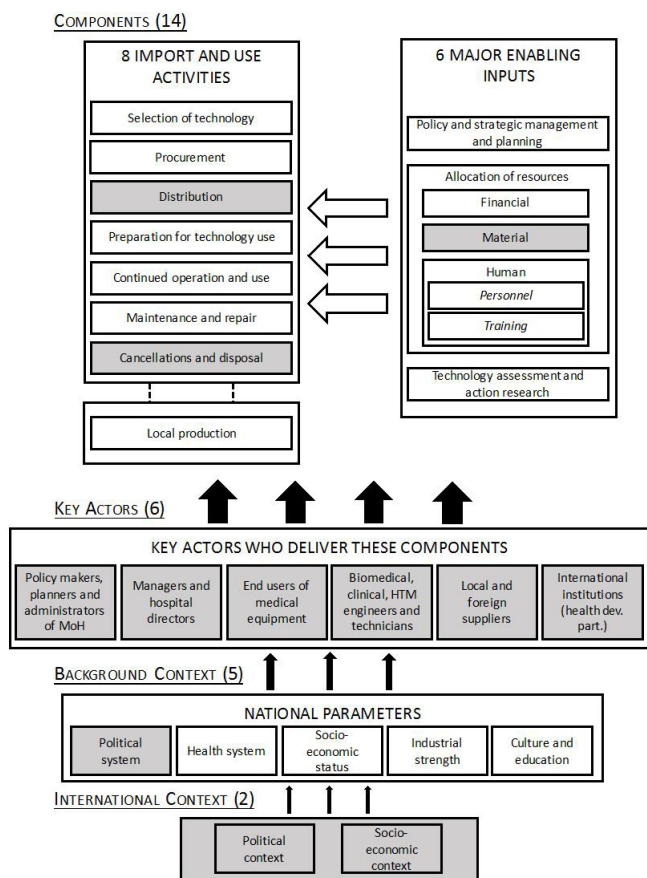 COMPONENTS (14)
8 IMPORT AND USE
ACTIVITIES
Selection of technology
Procurement
Distribution
Preparation for technology use
Continued operation and use
Maintenance and repair
Cancellations and disposal
Local production
6 MAJOR ENABLING
INPUTS
Policy and strategic management
and planning
Allocation of resources
Financial
Material
Human
Personnel
Training
Technology assessment and
action research
KEY ACTORS (6)
KEY ACTORS WHO DELIVER THESE COMPONENTS
Policy makers,
planners and
administrators
of MoH
Managers and
hospital
directors
End users of
medical
equipment
Biomedical,
clinical, HTM
engineers and
technicians
Local and
foreign
suppliers
International
institutions
(health dev.
part.)
BACKGROUND CONTEXT (5)
NATIONAL PARAMETERS
Political
system
Health system
Socio-
economic
status
Industrial
strength
Culture and
education
INTERNATIONAL CONTEXT (2)
Political
context
Socio-
economic
context